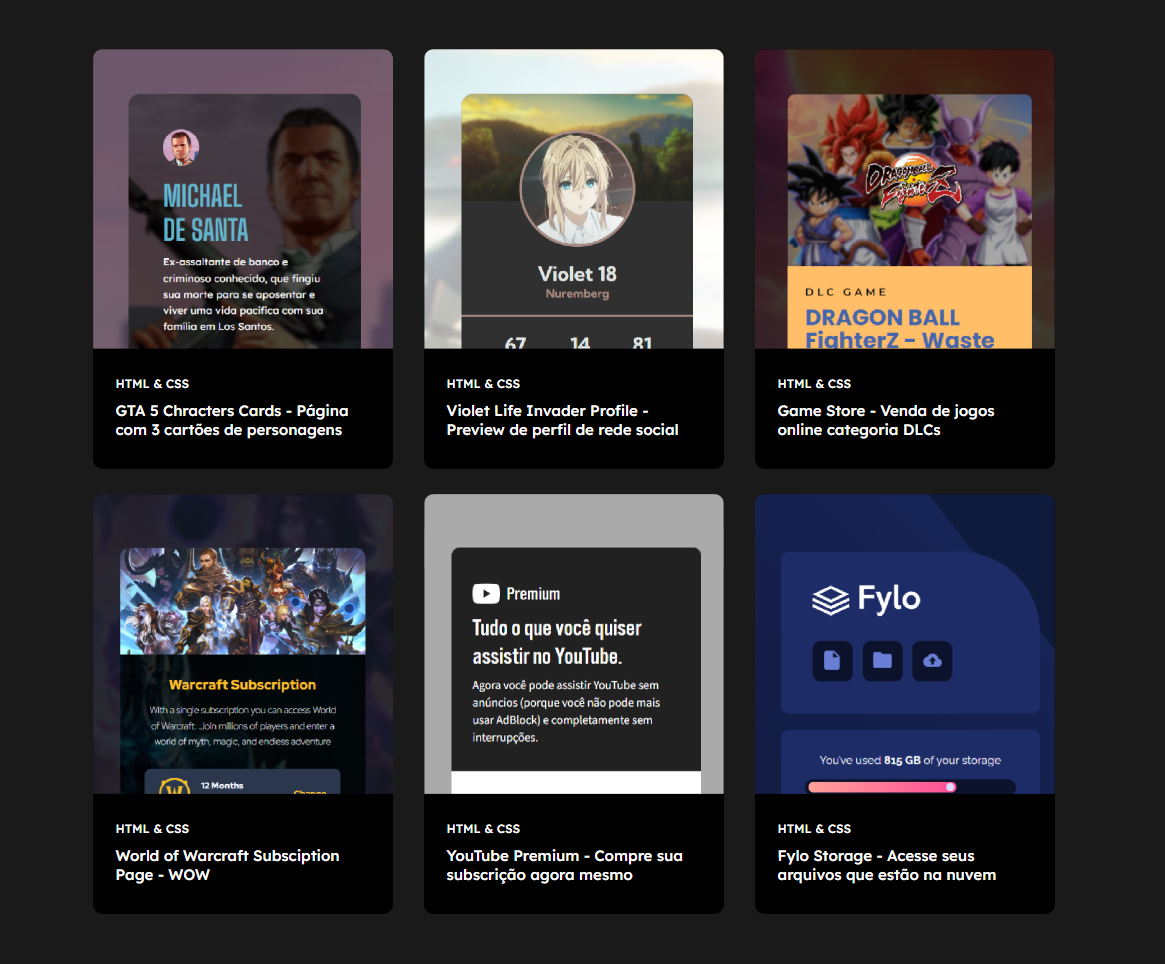 MICHAEL
DE SANTA
Ex-assaltante de banco e
criminoso conhecido, que fingiu
sua morte para se aposentar e
viver uma vida pacifica com sua
família em Los Santos.
HTML & CSS
GTA 5 Chracters Cards - Página
com 3 cartões de personagens
Violet 18
Nuremberg
67 14 81
HTML & CSS
Violet Life Invader Profile -
Preview de perfil de rede social
DRAGONBALL
FighterZ
DLC GAME
DRAGON BALL
FighterZ - Waste
HTML & CSS
Game Store - Venda de jogos
online categoria DLCs
Warcraft Subscription
With a single subscription you can access World
of Warcraft. Join millions of players and enter a
world of myth, magic, and endless adventure
W
12 Months
Change
HTML & CSS
World of Warcraft Subsciption
Page - WOW
Premium
Tudo o que você quiser
assistir no YouTube.
Agora você pode assistir YouTube sem
anúncios (porque você não pode mais
usar AdBlock) e completamente sem
interrupções.
HTML & CSS
YouTube Premium - Compre sua
subscrição agora mesmo
Fylo
You've used 815 GB of your storage
HTML & CSS
Fylo Storage - Acesse seus
arquivos que estão na nuvem